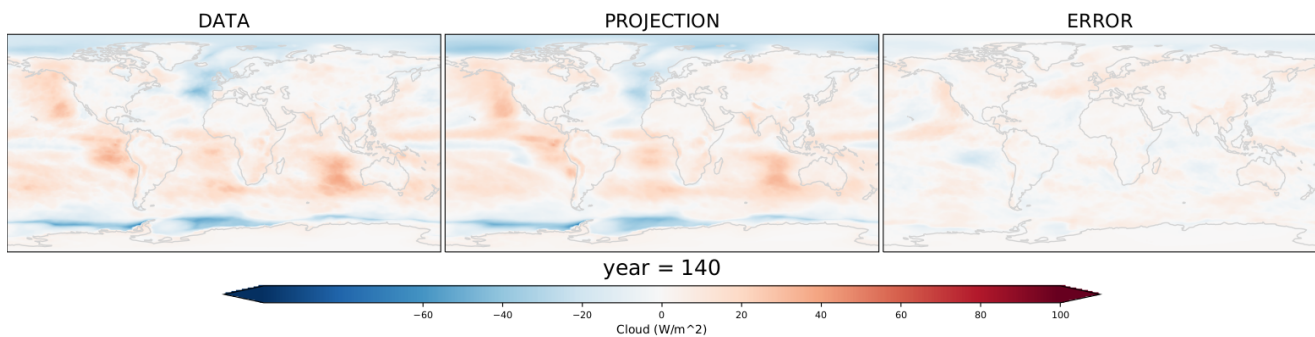 DATA PROJECTION ERROR
year = 140
−60 −40 −20 0 20 40 60 80 100
Cloud (W/m^2)